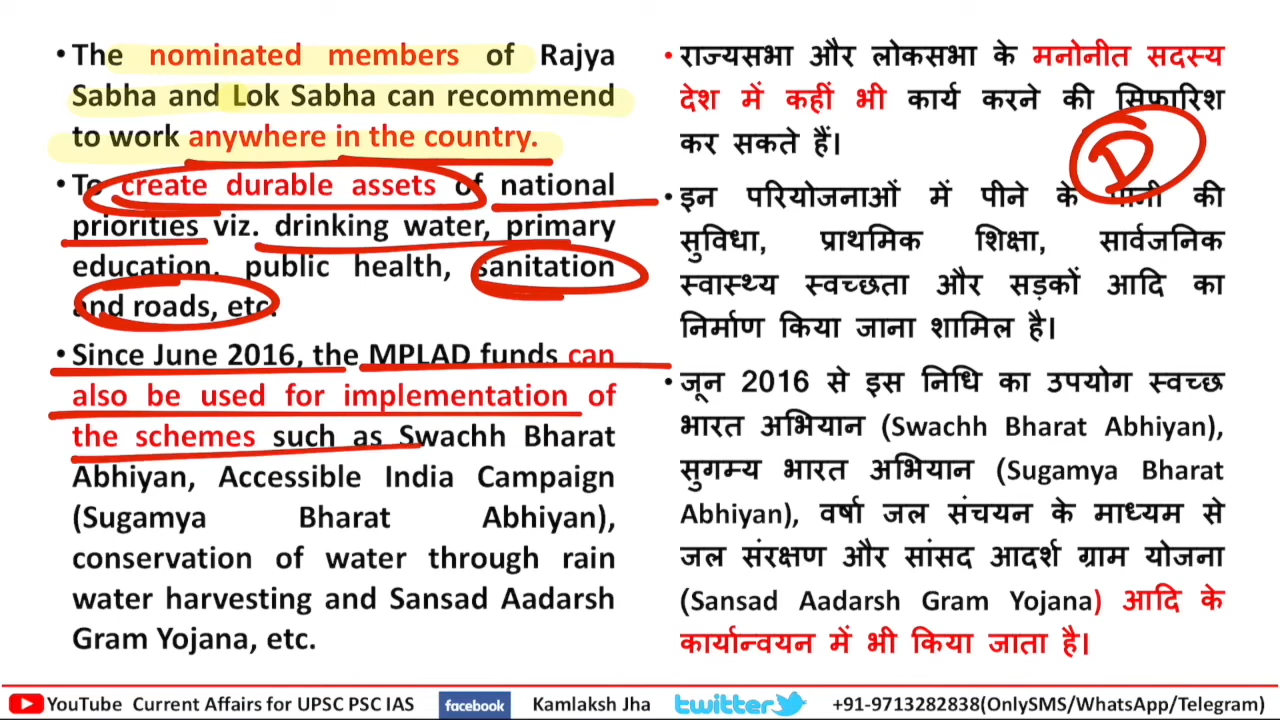 • The nominated members of Rajya
Sabha and Lok Sabha can recommend
to work anywhere in the country.
• To create durable assets of national
priorities viz. drinking water, primary
education, public health, sanitation
and roads, etc.
• Since June 2016, the MPLAD funds can
also be used for implementation of
the schemes such as Swachh Bharat
Abhiyan, Accessible India Campaign
(Sugamya Bharat Abhiyan),
conservation of water through rain
water harvesting and Sansad Aadarsh
Gram Yojana, etc.
• राज्यसभा और लोकसभा के मनोनीत सदस्य
देश में कहीं भी कार्य करने की सिफारिश
कर सकते हैं।
D
• इन परियोजनाओं में पीने के पानी की
सुविधा, प्राथमिक शिक्षा, सार्वजनिक
स्वास्थ्य स्वच्छता और सड़कों आदि का
निर्माण किया जाना शामिल है।
• जून 2016 से इस निधि का उपयोग स्वच्छ
भारत अभियान (Swachh Bharat Abhiyan),
सुगम्य भारत अभियान (Sugamya Bharat
Abhiyan), वर्षा जल संचयन के माध्यम से
जल संरक्षण और सांसद आदर्श ग्राम योजना
(Sansad Aadarsh Gram Yojana) आदि के
कार्यान्वयन में भी किया जाता है।
YouTube Current Affairs for UPSC PSC IAS facebook Kamlaksh Jha twitter +91-9713282838(OnlySMS/WhatsApp/Telegram)